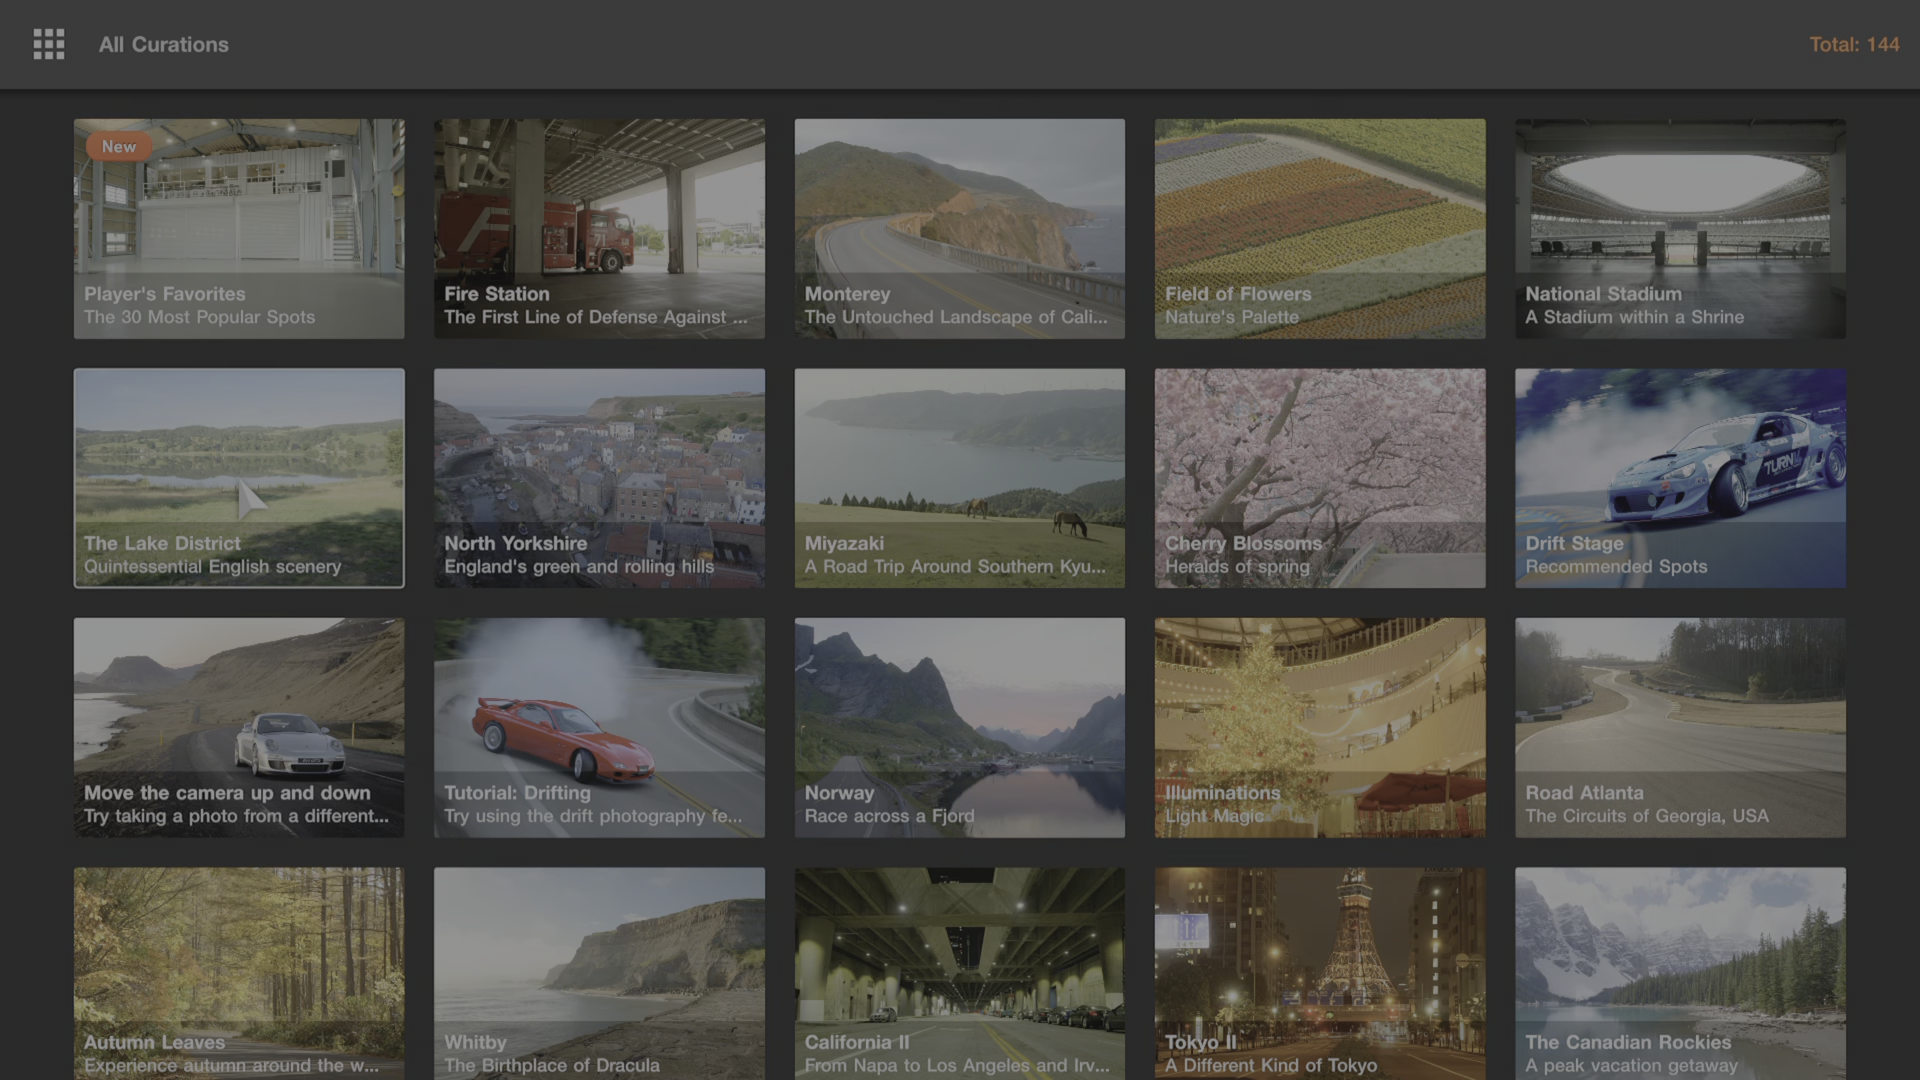 All Curations
Total: 144
New
Player's Favorites
The 30 Most Popular Spots
Fire Station
The First Line of Defense Against ...
Monterey
The Untouched Landscape of Cali...
Field of Flowers
Nature's Palette
National Stadium
A Stadium within a Shrine
The Lake District
Quintessential English scenery
North Yorkshire
England's green and rolling hills
Miyazaki
A Road Trip Around Southern Kyu...
Cherry Blossoms
Heralds of spring
TURN
Drift Stage
Recommended Spots
Move the camera up and down
Try taking a photo from a different...
Tutorial: Drifting
Try using the drift photography fe...
Norway
Race across a Fjord
Illuminations
Light Magic
Road Atlanta
The Circuits of Georgia, USA
Autumn Leaves
Experience autumn around the w...
Whitby
The Birthplace of Dracula
California II
From Napa to Los Angeles and Irv...
Tokyo II
A Different Kind of Tokyo
The Canadian Rockies
A peak vacation getaway